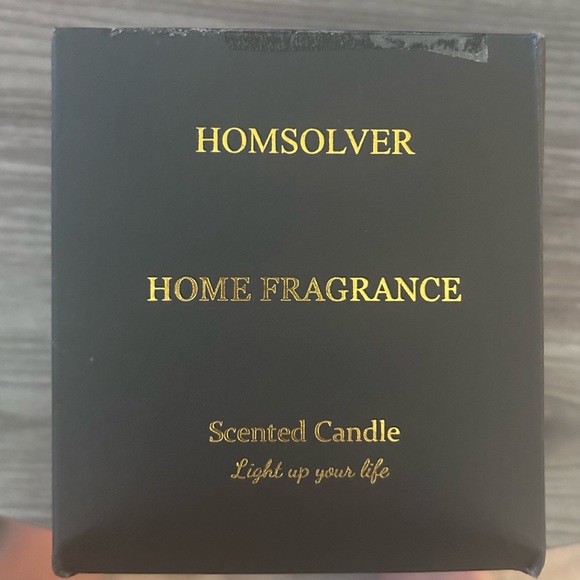 HOMSOLVER
HOME FRAGRANCE
Scented Candle
Light up your life